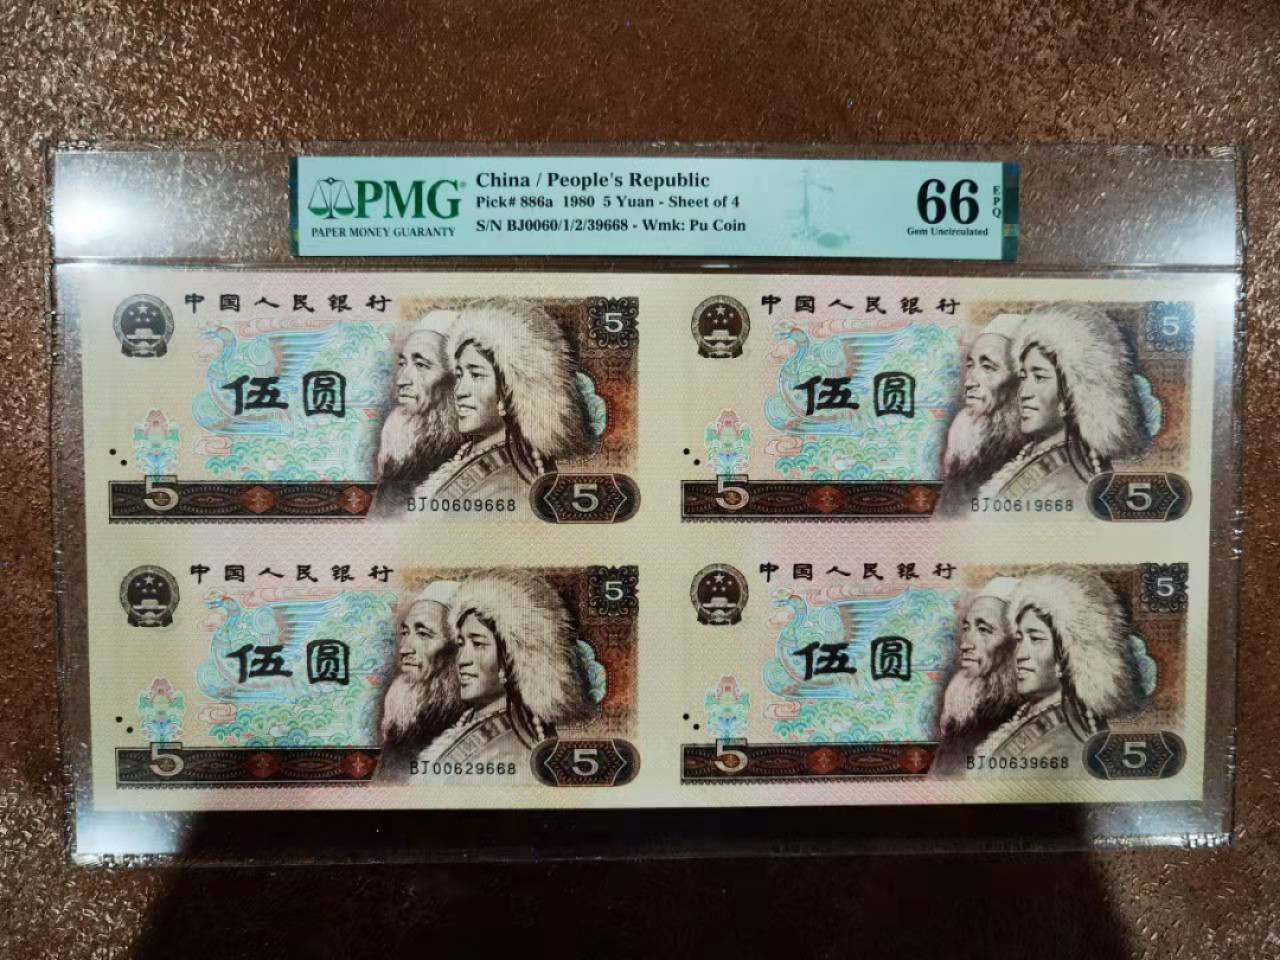 PMG
PAPER MONEY GUARANTY
China / People's Republic
Pick# 886a 1980 5 Yuan - Sheet of 4
S/N BJ0060/1/2/39668 - Wmk: Pu Coin
66
EPQ
Gem Uncirculated
中国人民银行
5
伍圆
5
BJ00609668
5
中国人民银行
5
伍圆
5
BJ00619668
5
中国人民银行
5
伍圆
5
BJ00629668
5
中国人民银行
5
伍圆
5
BJ00639668
5